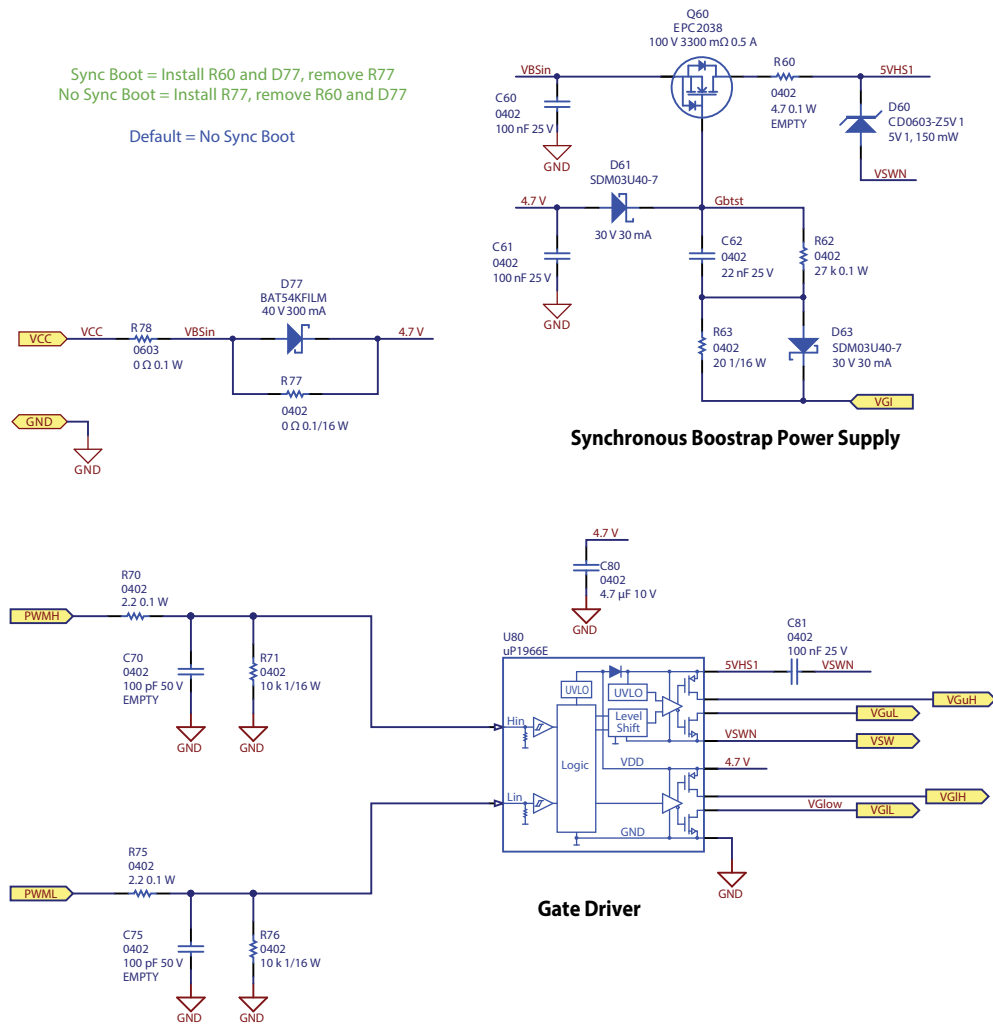 Sync Boot = Install R60 and D77, remove R77
No Sync Boot = Install R77, remove R60 and D77
Default = No Sync Boot
Q60
EPC2038
100 V 3300 mΩ 0.5 A
VBSin
C60
0402
100 nF 25 V
GND
R60
0402
4.7 0.1 W
EMPTY
5VHS1
D60
CD0603-Z5V1
5V1, 150 mW
VSWN
D61
SDM03U40-7
30 V 30 mA
4.7 V
Gbtst
C61
0402
100 nF 25 V
GND
C62
0402
22 nF 25 V
R62
0402
27 k 0.1 W
R63
0402
20 1/16 W
D63
SDM03U40-7
30 V 30 mA
VGI
Synchronous Boostrap Power Supply
D77
BAT54KFILM
40 V 300 mA
VCC
VCC
R78
0603
0 Ω 0.1 W
VBSin
4.7 V
R77
0402
0 Ω 0.1/16 W
GND
GND
4.7 V
C80
0402
4.7 µF 10 V
GND
R70
0402
2.2 0.1 W
PWMH
C70
0402
100 pF 50 V
EMPTY
GND
R71
0402
10 k 1/16 W
GND
U80
uP1966E
UVLO
UVLO
Level
Shift
Hin
Logic
VDD
Lin
GND
5VHS1
C81
0402
100 nF 25 V
VSWN
VGuH
VGuL
VSWN
VSW
4.7 V
VGlH
VGlow
VGlL
GND
Gate Driver
R75
0402
2.2 0.1 W
PWML
C75
0402
100 pF 50 V
EMPTY
GND
R76
0402
10 k 1/16 W
GND